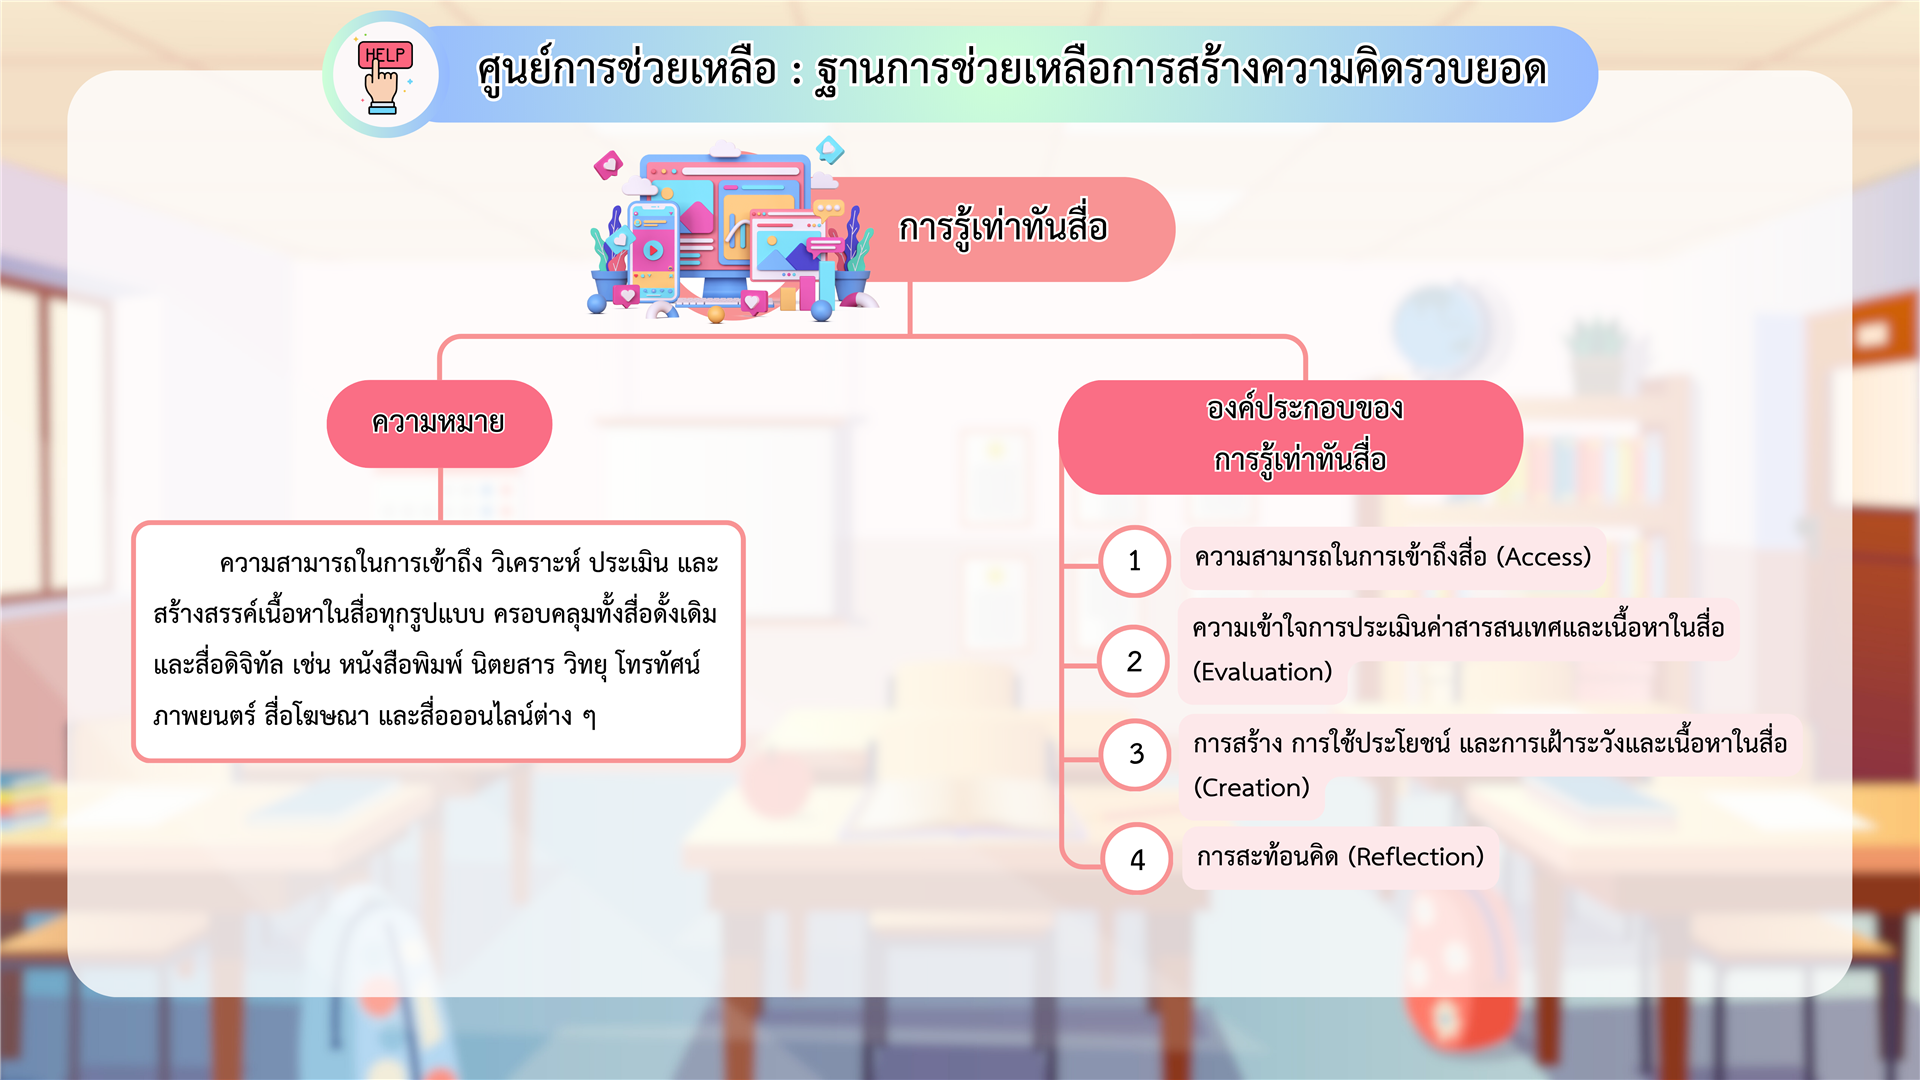 HELP
ศูนย์การช่วยเหลือ : ฐานการช่วยเหลือการสร้างความคิดรวบยอด
การรู้เท่าทันสื่อ
ความหมาย
ความสามารถในการเข้าถึง วิเคราะห์ ประเมิน และ
สร้างสรรค์เนื้อหาในสื่อทุกรูปแบบ ครอบคลุมทั้งสื่อดั้งเดิม
และสื่อดิจิทัล เช่น หนังสือพิมพ์ นิตยสาร วิทยุ โทรทัศน์
ภาพยนตร์ สื่อโฆษณา และสื่อออนไลน์ต่าง ๆ
องค์ประกอบของ
การรู้เท่าทันสื่อ
1 ความสามารถในการเข้าถึงสื่อ (Access)
2 ความเข้าใจการประเมินค่าสารสนเทศและเนื้อหาในสื่อ
(Evaluation)
3 การสร้าง การใช้ประโยชน์ และการเฝ้าระวังและเนื้อหาในสื่อ
(Creation)
4 การสะท้อนคิด (Reflection)